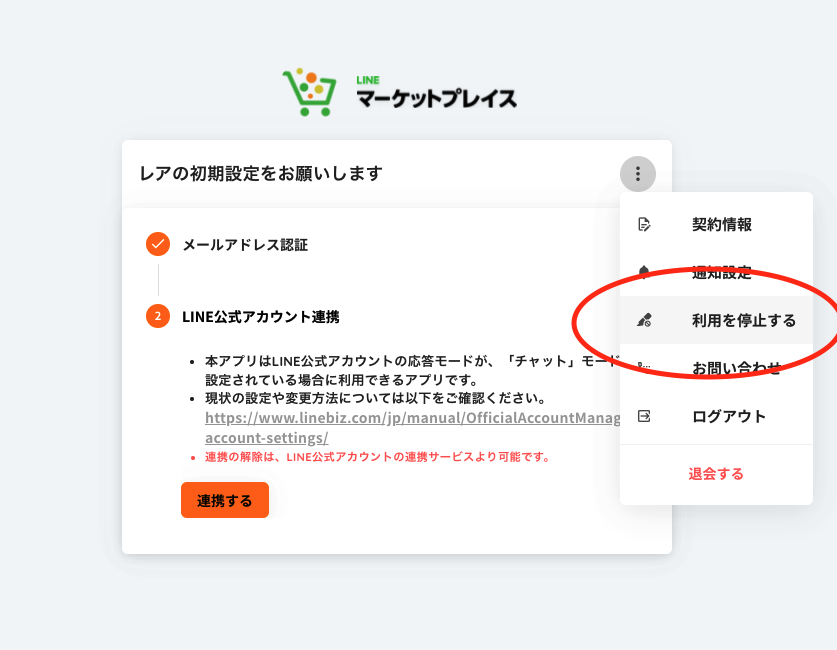 LINE
マーケットプレイス
レアの初期設定をお願いします
メールアドレス認証
2
LINE公式アカウント連携
本アプリはLINE公式アカウントの応答モードが、「チャット」モード
設定されている場合に利用できるアプリです。
現状の設定や変更方法については以下をご確認ください。
https://www.linebiz.com/jp/manual/OfficialAccountManag
account-settings/
連携の解除は、LINE公式アカウントの連携サービスより可能です。
連携する
契約情報
通知設定
利用を停止する
お問い合わせ
ログアウト
退会する